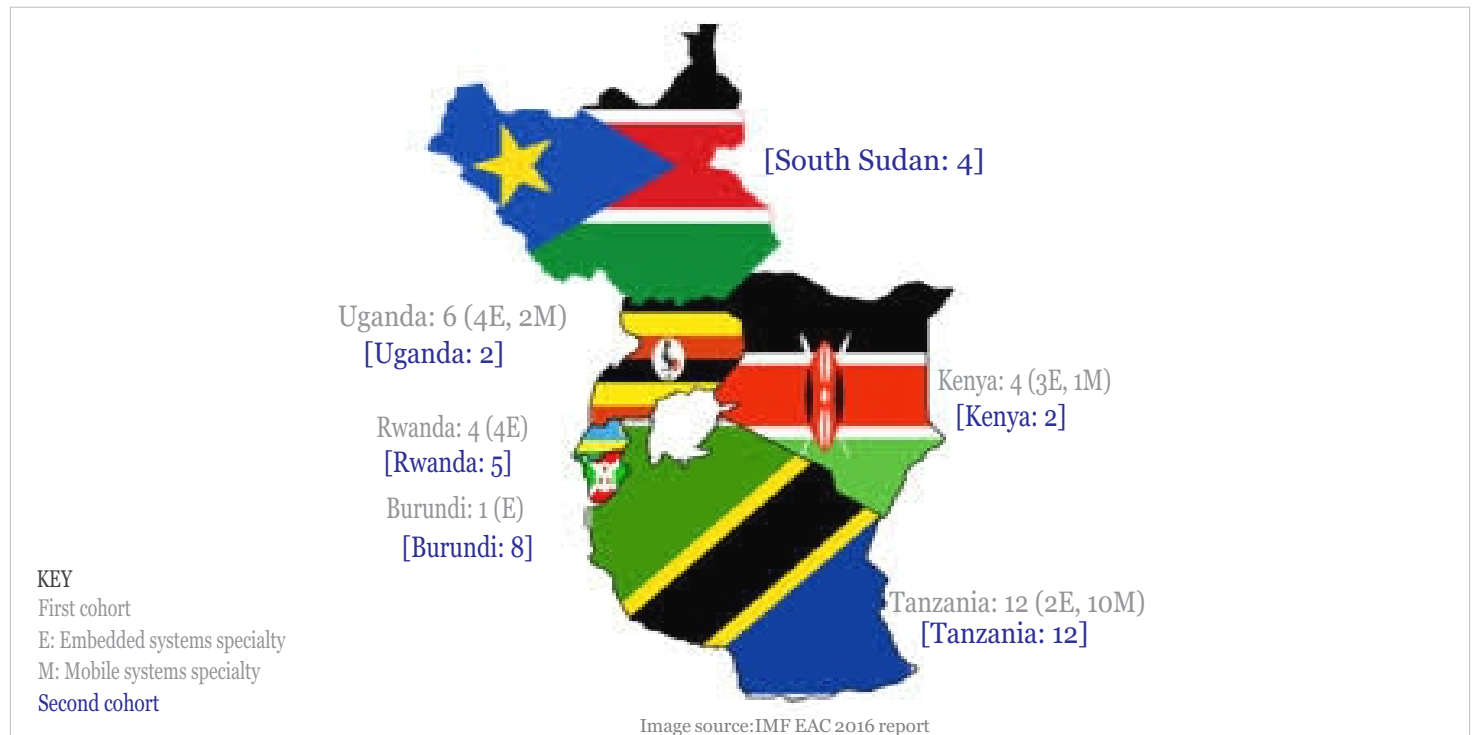 [South Sudan: 4]
Uganda: 6 (4E, 2M)
[Uganda: 2]
Kenya: 4 (3E, 1M)
[Kenya: 2]
Rwanda: 4 (4E)
[Rwanda: 5]
Burundi: 1 (E)
[Burundi: 8]
Tanzania: 12 (2E, 10M)
[Tanzania: 12]
KEY
First cohort
E: Embedded systems specialty
M: Mobile systems specialty
Second cohort
Image source:IMF EAC 2016 report